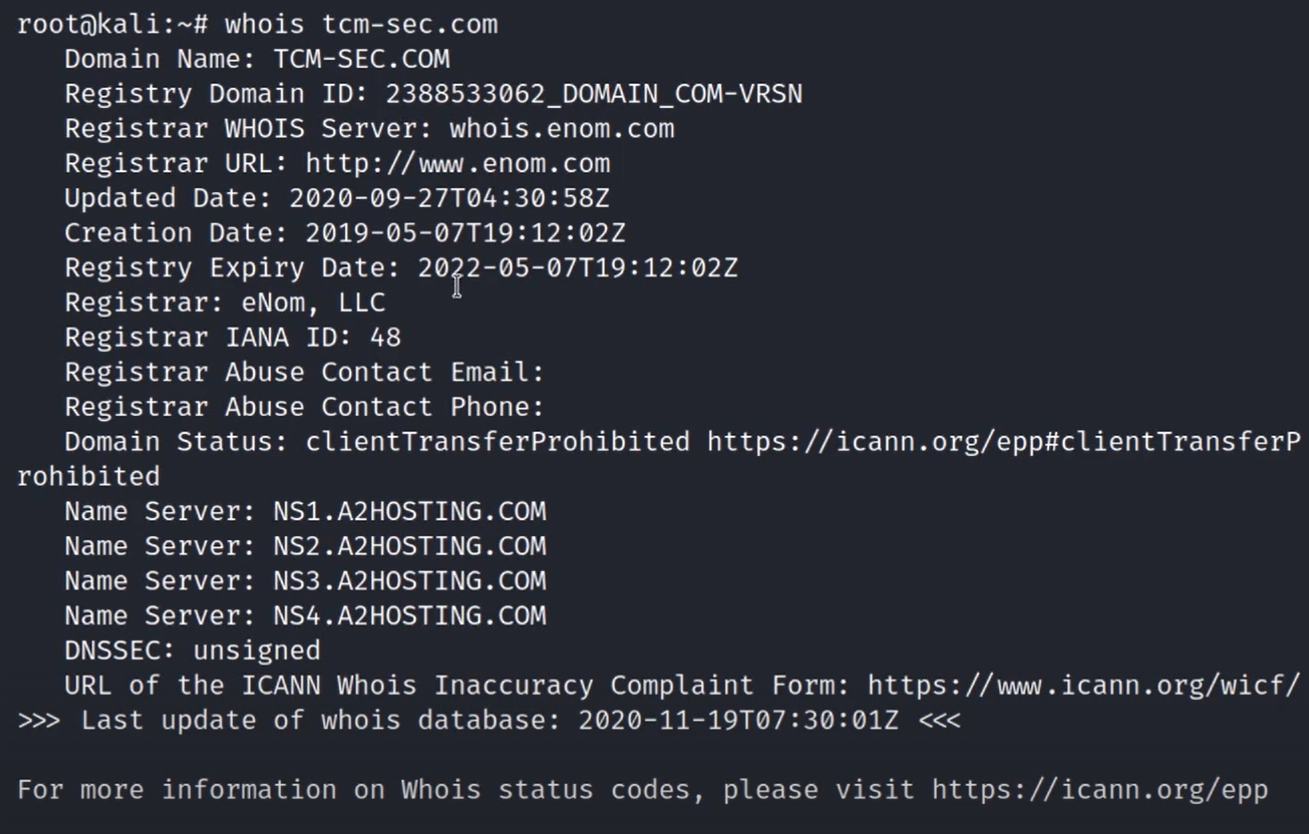 root@kali:~# whois tcm-sec.com
Domain Name: TCM-SEC.COM
Registry Domain ID: 2388533062_DOMAIN_COM-VRSN
Registrar WHOIS Server: whois.enom.com
Registrar URL: http://www.enom.com
Updated Date: 2020-09-27T04:30:58Z
Creation Date: 2019-05-07T19:12:02Z
Registry Expiry Date: 2022-05-07T19:12:02Z
Registrar: eNom, LLC
Registrar IANA ID: 48
Registrar Abuse Contact Email:
Registrar Abuse Contact Phone:
Domain Status: clientTransferProhibited https://icann.org/epp#clientTransferP
rohibited
Name Server: NS1.A2HOSTING.COM
Name Server: NS2.A2HOSTING.COM
Name Server: NS3.A2HOSTING.COM
Name Server: NS4.A2HOSTING.COM
DNSSEC: unsigned
URL of the ICANN Whois Inaccuracy Complaint Form: https://www.icann.org/wicf/
>>> Last update of whois database: 2020-11-19T07:30:01Z <<<
For more information on Whois status codes, please visit https://icann.org/epp